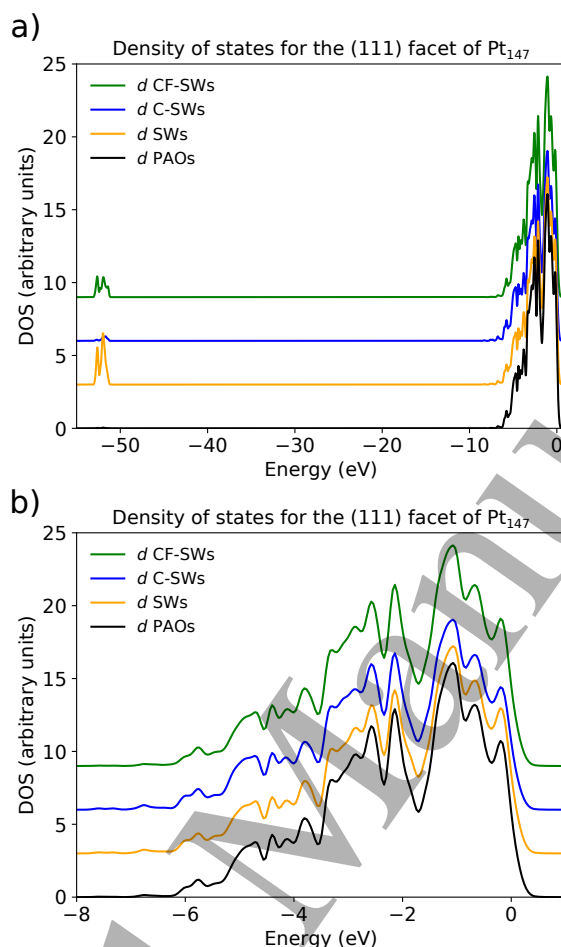 a)
Density of states for the (111) facet of Pt147
25
20
15
10
5
0
DOS (arbitrary units)
d CF-SWs
d C-SWs
d SWs
d PAOs
−50 −40 −30 −20 −10 0
Energy (eV)
b)
Density of states for the (111) facet of Pt147
25
20
15
10
5
0
DOS (arbitrary units)
d CF-SWs
d C-SWs
d SWs
d PAOs
−8 −6 −4 −2 0
Energy (eV)
Manu